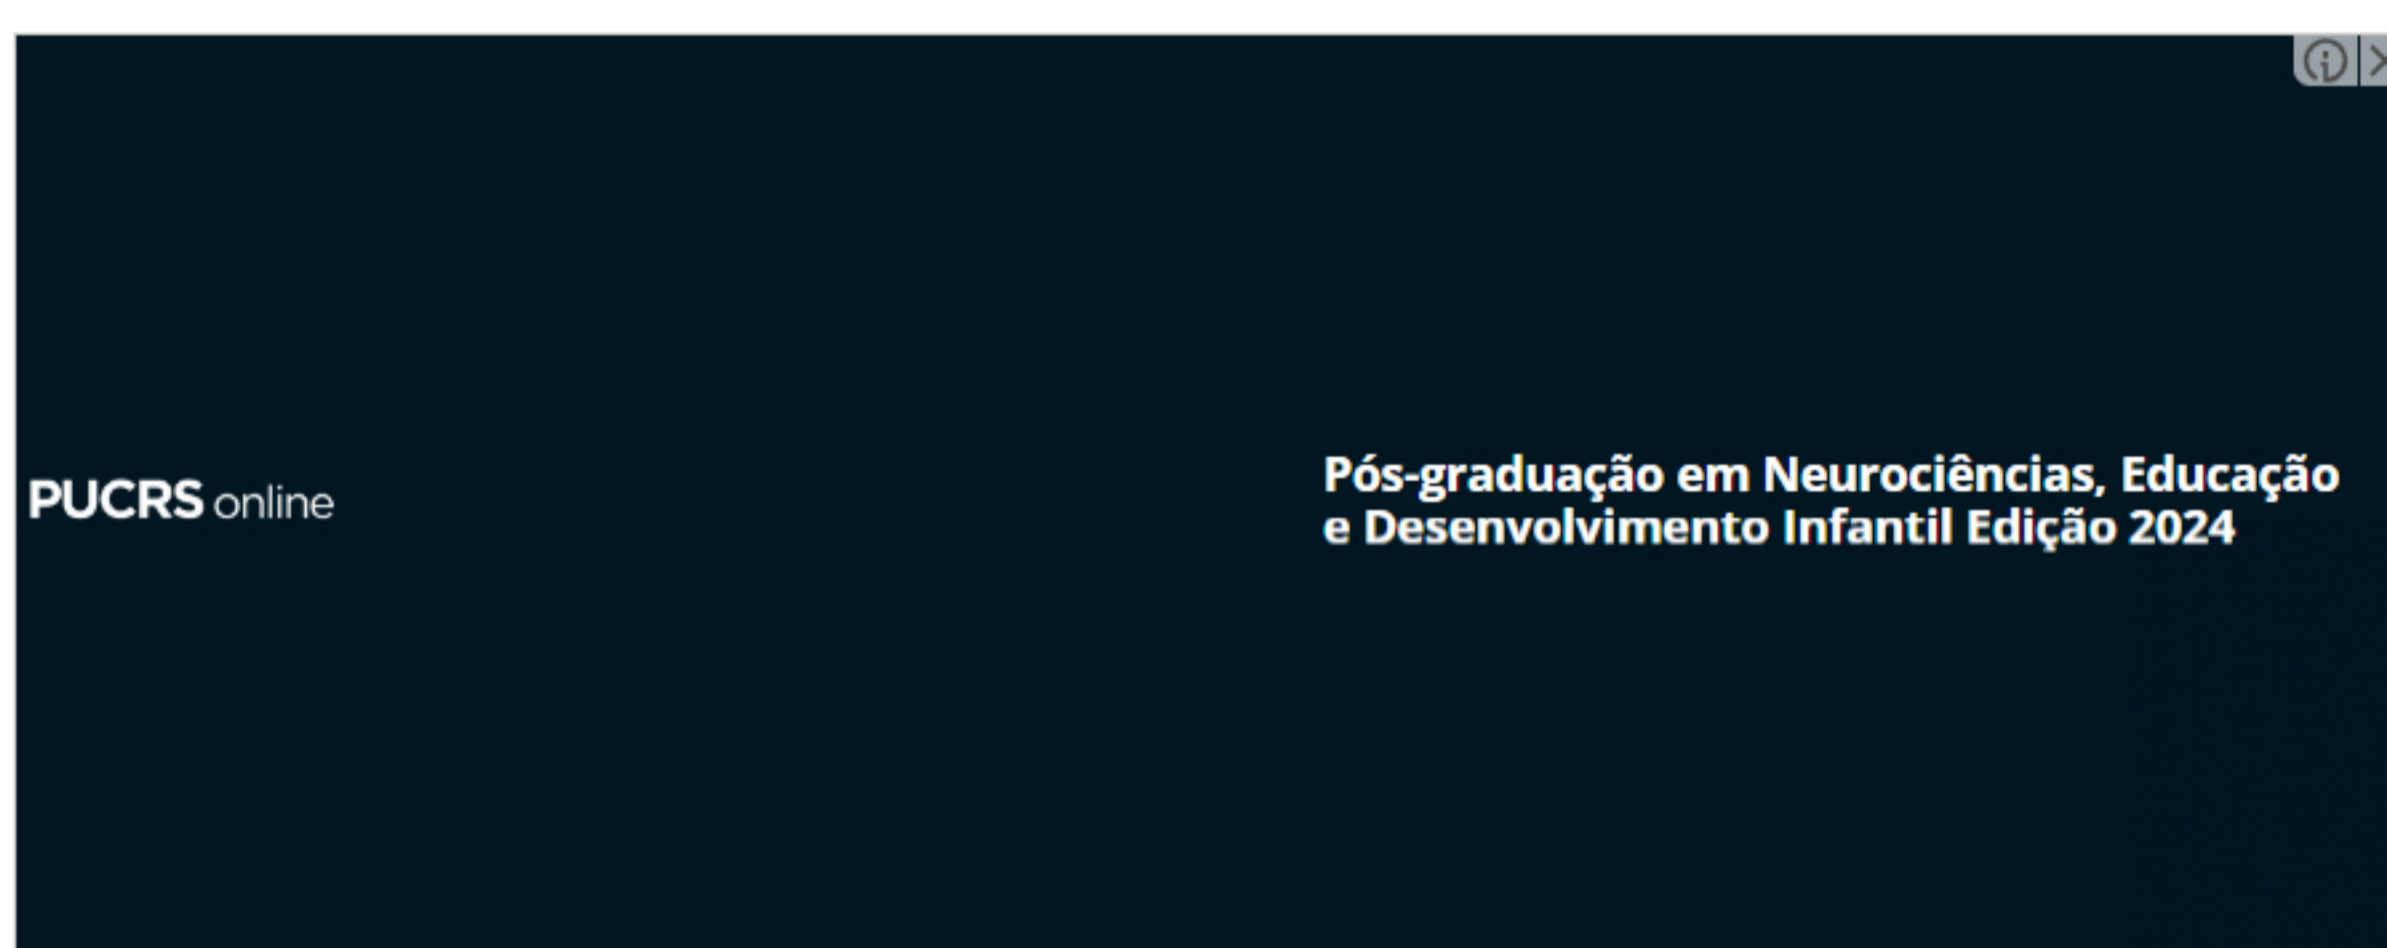 PUCRS online
Pós-graduação em Neurociências, Educação
e Desenvolvimento Infantil Edição 2024